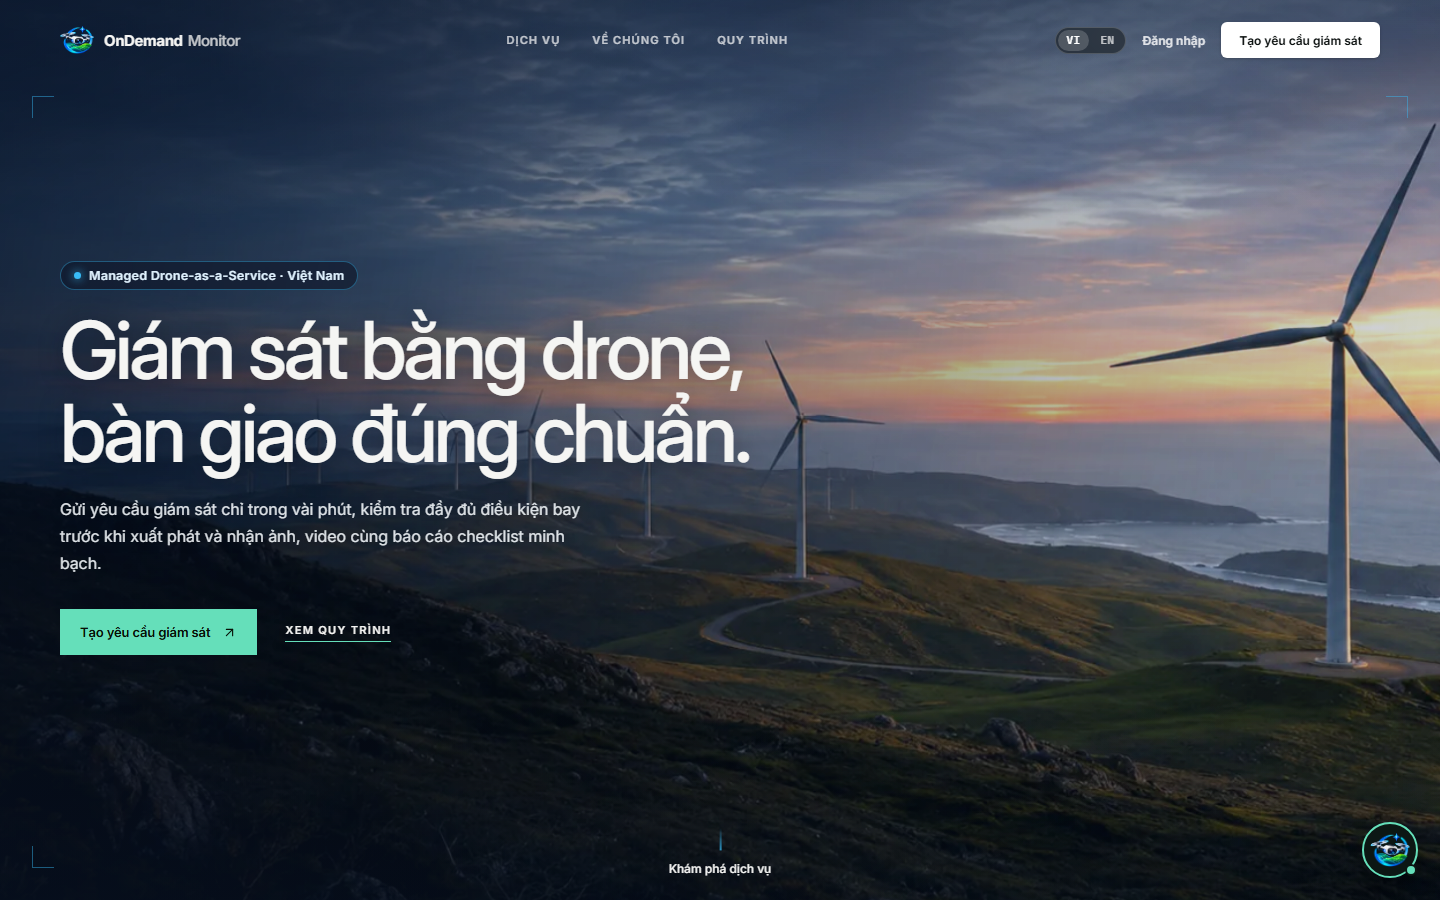 OnDemand Monitor
DỊCH VỤ
VỀ CHÚNG TÔI
QUY TRÌNH
VI
EN
Đăng nhập
Tạo yêu cầu giám sát
Managed Drone-as-a-Service · Việt Nam
Giám sát bằng drone,
bàn giao đúng chuẩn.
Gửi yêu cầu giám sát chỉ trong vài phút, kiểm tra đầy đủ điều kiện bay
trước khi xuất phát và nhận ảnh, video cùng báo cáo checklist minh
bạch.
Tạo yêu cầu giám sát
XEM QUY TRÌNH
Khám phá dịch vụ